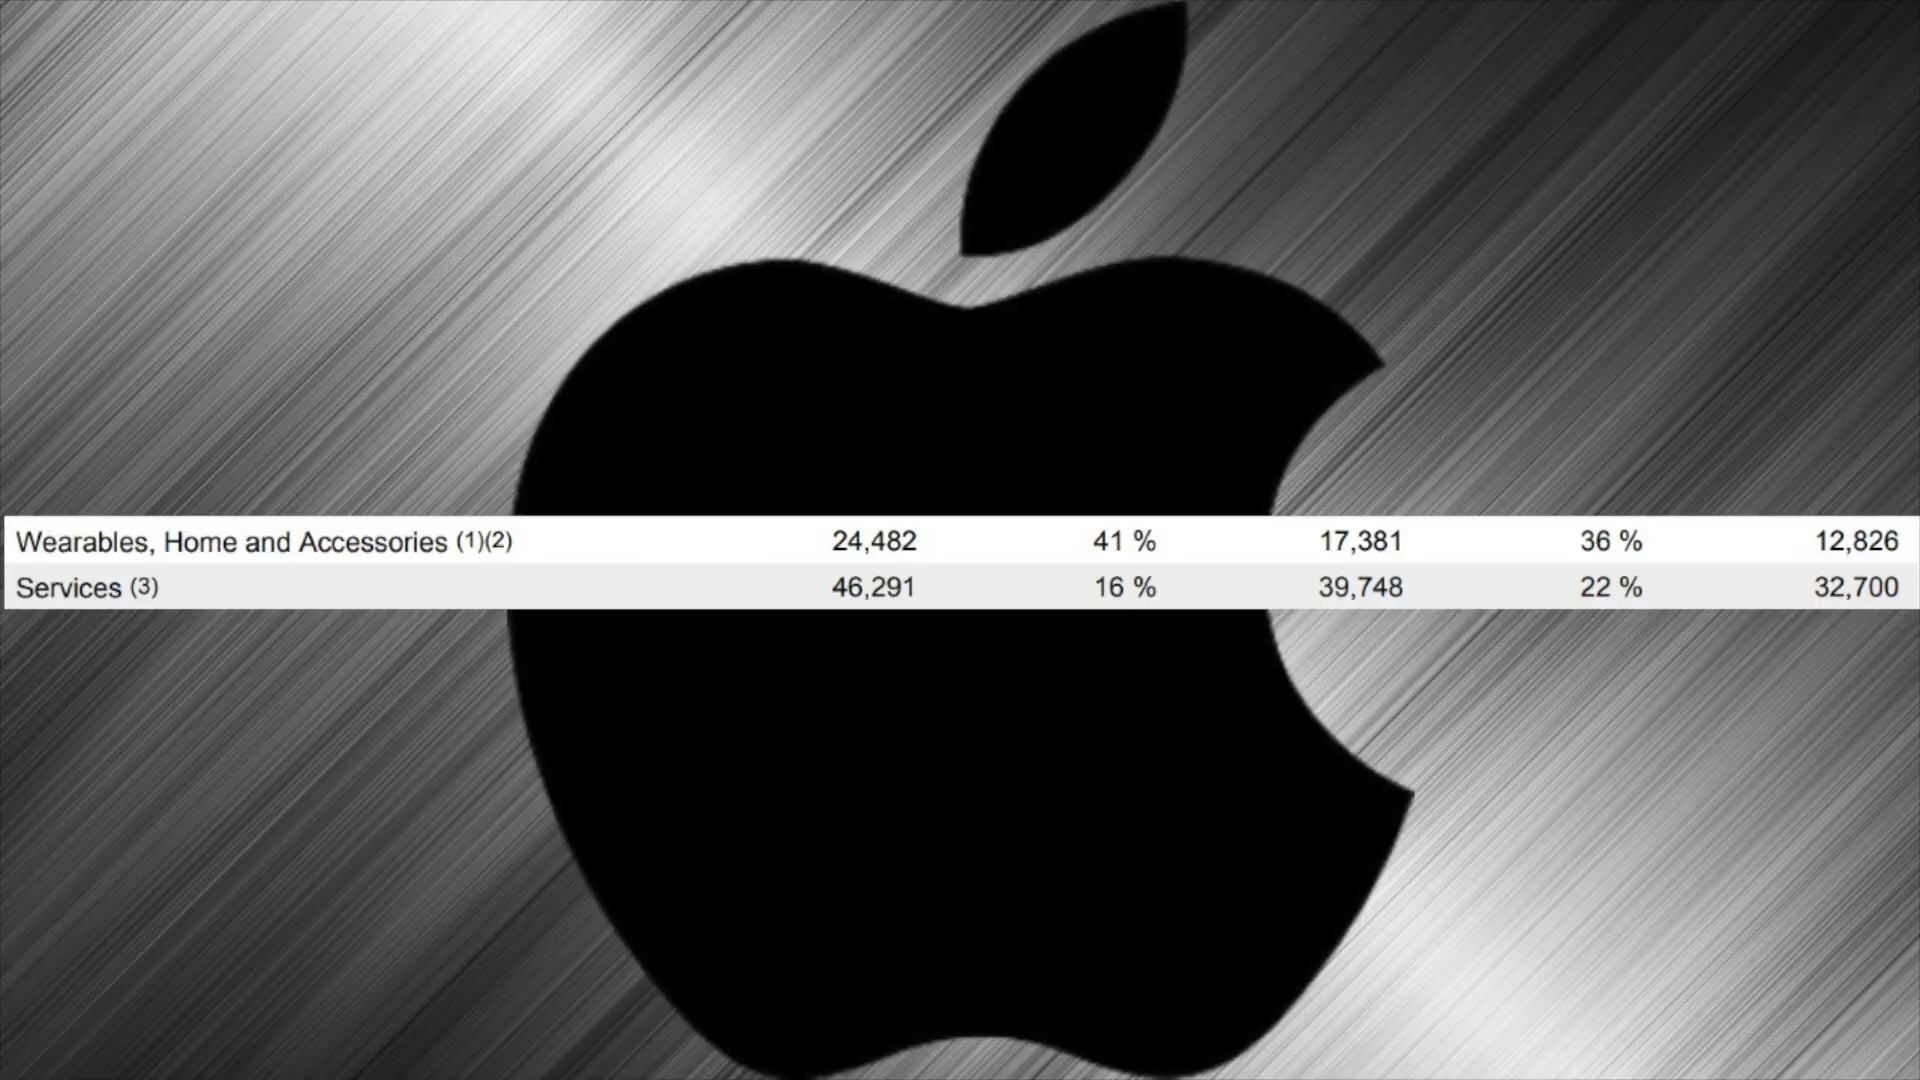 Wearables, Home and Accessories (1)(2) 24,482 41 % 17,381 36 % 12,826
Services (3) 46,291 16 % 39,748 22 % 32,700